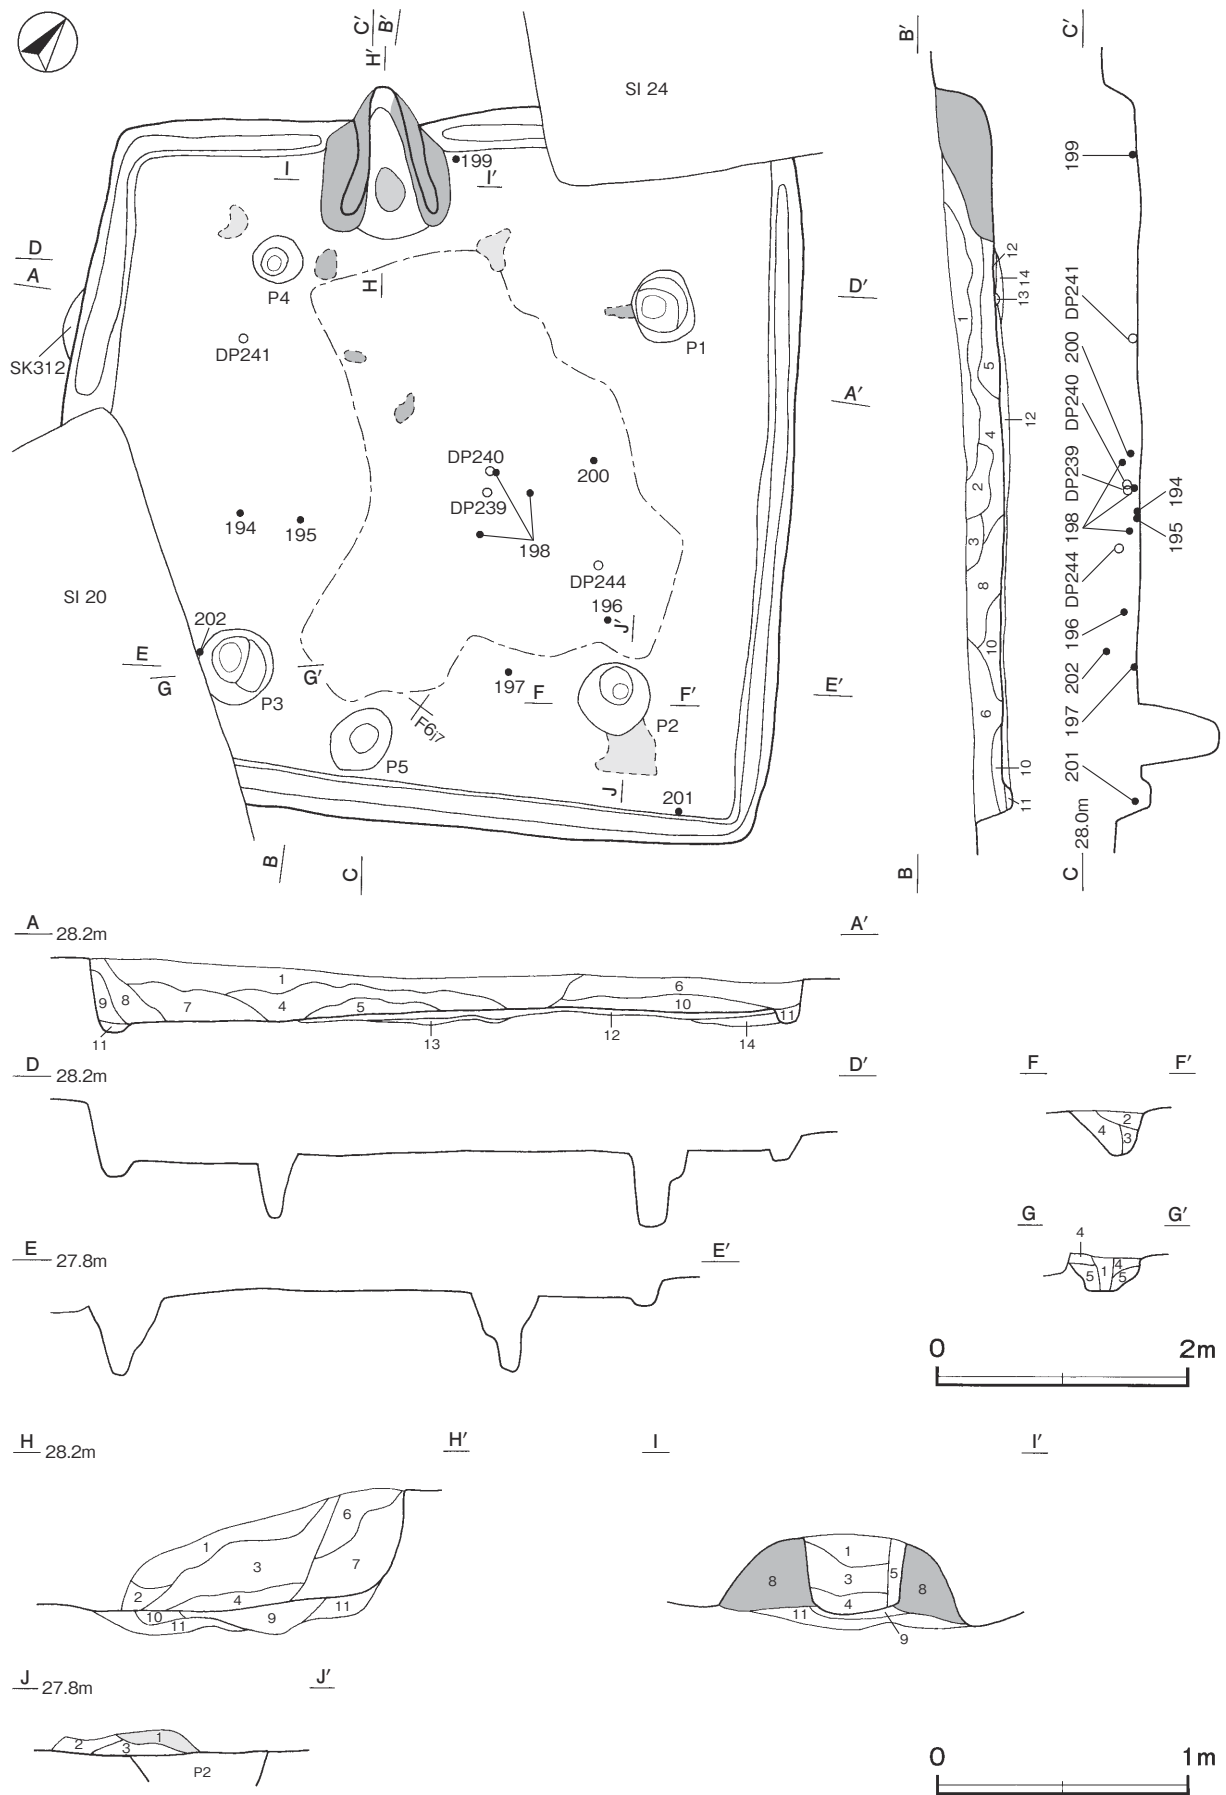 C′ B′
H′
SI 24
199
I I′
D
A
P4
H
D′
P1
DP241
SK312
A′
DP240
200
DP239
194 195
198
DP244
SI 20
196
J′
202
E
G
G′
P3
197
F F′
E′
F6j7
P2
P5
J
201
B C
B′
12
14
13
1
5
12
4
2
3
8
10
6
10
11
B
C′
199
DP241
200
DP240
DP239
194
198
195
DP244
196
202
197
201
28.0m
C
A 28.2m A′
1
6
9 8 7 4 5 10 11
11 13 12 14
D 28.2m D′
F F′
2
4 3
E 27.8m E′
G G′
4
5 1 4 5
0 2m
H 28.2m H′
6
1
3 7
2 4
10 11 9 11
I I′
1
8 3 5 8
4
11
9
J 27.8m J′
2 3 1
P2
0 1m